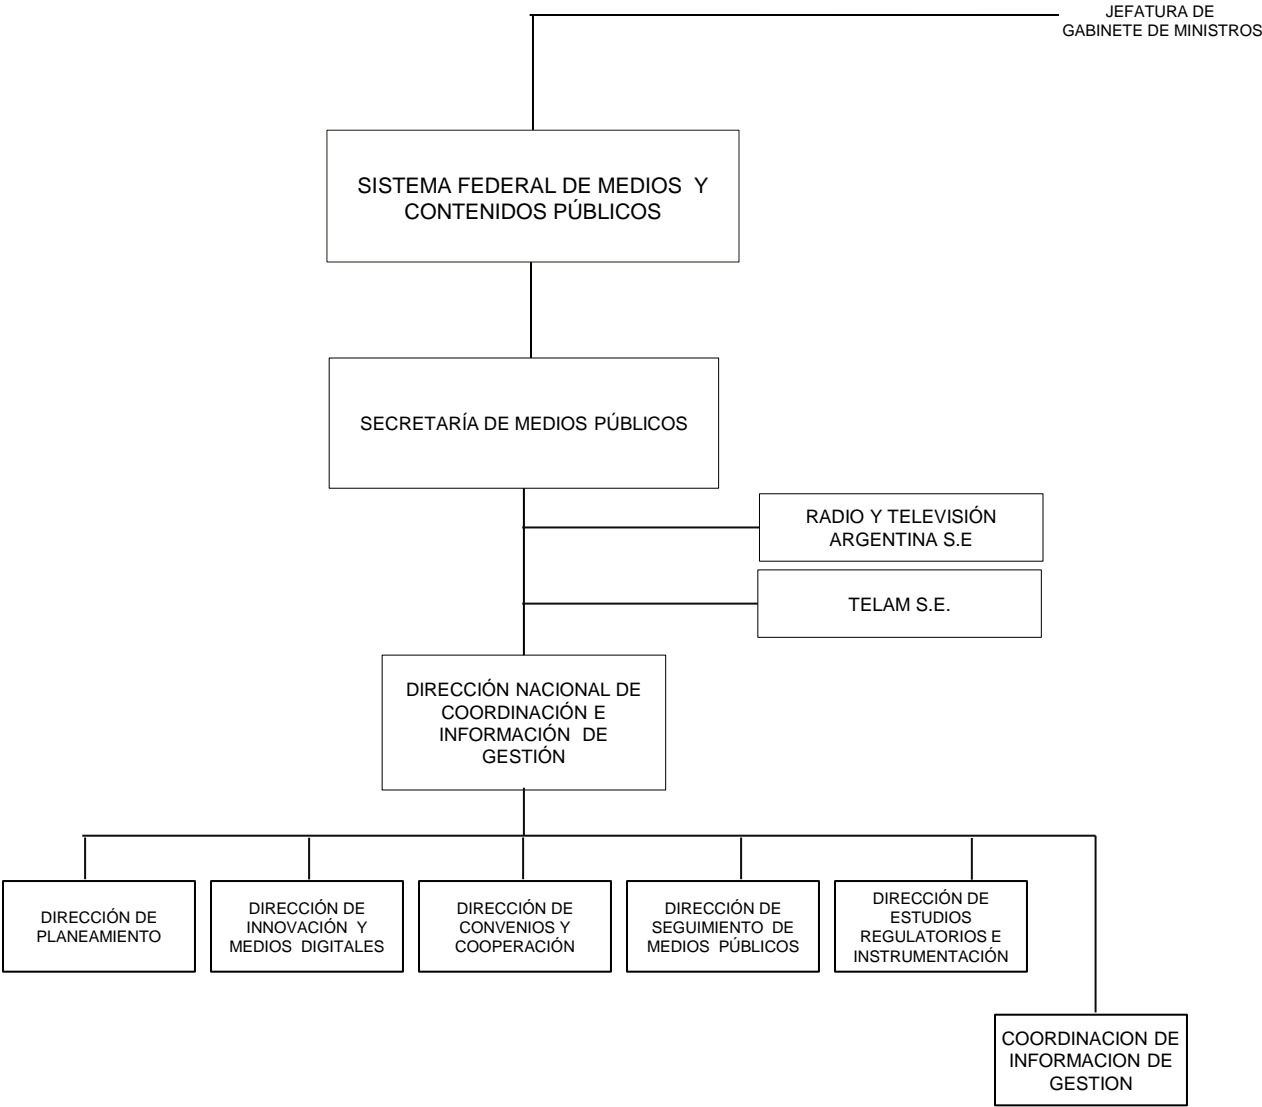 JEFATURA DE
GABINETE DE MINISTROS
SISTEMA FEDERAL DE MEDIOS Y
CONTENIDOS PÚBLICOS
SECRETARÍA DE MEDIOS PÚBLICOS
RADIO Y TELEVISIÓN
ARGENTINA S.E
TELAM S.E.
DIRECCIÓN NACIONAL DE
COORDINACIÓN E
INFORMACIÓN DE
GESTIÓN
DIRECCIÓN DE
PLANEAMIENTO
DIRECCIÓN DE
INNOVACIÓN Y
MEDIOS DIGITALES
DIRECCIÓN DE
CONVENIOS Y
COOPERACIÓN
DIRECCIÓN DE
SEGUIMIENTO DE
MEDIOS PÚBLICOS
DIRECCIÓN DE
ESTUDIOS
REGULATORIOS E
INSTRUMENTACIÓN
COORDINACION DE
INFORMACION DE
GESTION